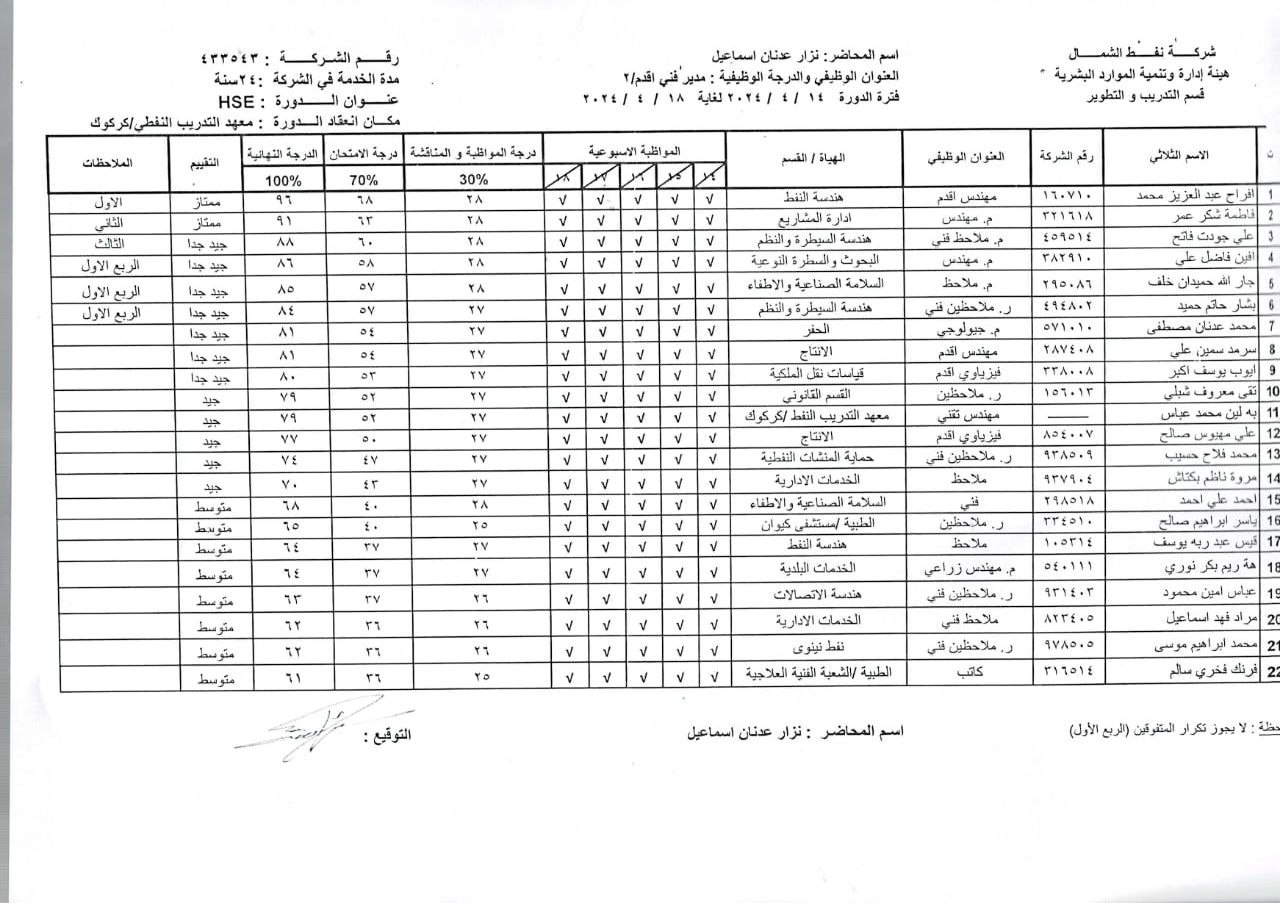 شركة نفط الشمال
هيئة إدارة وتنمية الموارد البشرية
قسم التدريب و التطوير
اسم المحاضر: نزار عدنان اسماعيل
العنوان الوظيفي والدرجة الوظيفية : مدير فني اقدم/٢
فترة الدورة ١٤ / ٤ / ٢٠٢٤ لغاية ١٨ / ٤ / ٢٠٢٤
رقم الشركة : ٤٣٣٥٤٣
مدة الخدمة في الشركة :٢٤سنة
عنوان الدورة : HSE
مكان انعقاد الدورة : معهد التدريب النفطي/كركوك
ت الاسم الثلاثي رقم الشركة العنوان الوظيفي الهيأة / القسم المواظبة الاسبوعية درجة المواظبة و المناقشة درجة الامتحان الدرجة النهائية التقييم الملاحظات
١٤ ١٥ ١٦ ١٧ ١٨ 30% 70% 100%
1 افراح عبد العزيز محمد ١٦٠٧١٠ مهندس اقدم هندسة النفط √ √ √ √ √ ٢٨ ٦٨ ٩٦ ممتاز الاول
2 فاطمة شكر عمر ٣٢١٦١٨ م. مهندس ادارة المشاريع √ √ √ √ √ ٢٨ ٦٣ ٩١ ممتاز الثاني
3 علي جودت فاتح ٤٥٩٥١٤ م. ملاحظ فني هندسة السيطرة والنظم √ √ √ √ √ ٢٨ ٦٠ ٨٨ جيد جدا الثالث
4 افين فاضل علي ٣٨٢٩١٠ م. مهندس البحوث والسطرة النوعية √ √ √ √ √ ٢٨ ٥٨ ٨٦ جيد جدا الربع الاول
5 جار الله حميدان خلف ٢٩٥٠٨٦ م. ملاحظ السلامة الصناعية والاطفاء √ √ √ √ √ ٢٨ ٥٧ ٨٥ جيد جدا الربع الاول
6 بشار حاتم حميد ٤٩٤٨٠٢ ر. ملاحظين فني هندسة السيطرة والنظم √ √ √ √ √ ٢٧ ٥٧ ٨٤ جيد جدا الربع الاول
7 محمد عدنان مصطفى ٥٧١٠١٠ م. جيولوجي الحفر √ √ √ √ √ ٢٧ ٥٤ ٨١ جيد جدا
8 سرمد سمين علي ٢٨٧٤٠٨ مهندس اقدم الانتاج √ √ √ √ √ ٢٧ ٥٤ ٨١ جيد جدا
9 ايوب يوسف اكبر ٣٣٨٠٠٨ فيزياوي اقدم قياسات نقل الملكية √ √ √ √ √ ٢٧ ٥٣ ٨٠ جيد جدا
10 تقى معروف شبلي ١٥٦٠١٣ ر. ملاحظين القسم القانوني √ √ √ √ √ ٢٧ ٥٢ ٧٩ جيد
11 به لين محمد عباس ــــــ مهندس تقني معهد التدريب النفط /كركوك √ √ √ √ √ ٢٧ ٥٢ ٧٩ جيد
12 علي مهيوس صالح ٨٥٤٠٠٧ فيزياوي اقدم الانتاج √ √ √ √ √ ٢٧ ٥٠ ٧٧ جيد
13 محمد فلاح حسيب ٩٣٨٥٠٩ ر. ملاحظين فني حماية المنشات النفطية √ √ √ √ √ ٢٧ ٤٧ ٧٤ جيد
14 مروة ناظم بكتاش ٩٣٧٩٠٤ ملاحظ الخدمات الادارية √ √ √ √ √ ٢٧ ٤٣ ٧٠ جيد
15 احمد علي احمد ٢٩٨٥١٨ فني السلامة الصناعية والاطفاء √ √ √ √ √ ٢٨ ٤٠ ٦٨ متوسط
16 ياسر ابراهيم صالح ٣٣٤٥١٠ ر. ملاحظين الطبية /مستشفى كيوان √ √ √ √ √ ٢٥ ٤٠ ٦٥ متوسط
17 قيس عبد ربه يوسف ١٠٥٣١٤ ملاحظ هندسة النفط √ √ √ √ √ ٢٧ ٣٧ ٦٤ متوسط
18 هة ريم بكر نوري ٥٤٠١١١ م. مهندس زراعي الخدمات البلدية √ √ √ √ √ ٢٧ ٣٧ ٦٤ متوسط
19 عباس امين محمود ٩٣١٤٠٣ ر. ملاحظين فني هندسة الاتصالات √ √ √ √ √ ٢٦ ٣٧ ٦٣ متوسط
20 مراد فهد اسماعيل ٨٢٣٤٠٥ ملاحظ فني الخدمات الادارية √ √ √ √ √ ٢٦ ٣٦ ٦٢ متوسط
21 محمد ابراهيم موسى ٩٧٨٥٠٥ ر. ملاحظين فني نفط نينوى √ √ √ √ √ ٢٦ ٣٦ ٦٢ متوسط
22 فرنك فخري سالم ٣١٦٥١٤ كاتب الطبية /الشعبة الفنية العلاجية √ √ √ √ √ ٢٥ ٣٦ ٦١ متوسط
حظة : لا يجوز تكرار المتفوقين (الربع الأول)
اسم المحاضر : نزار عدنان اسماعيل
التوقيع :